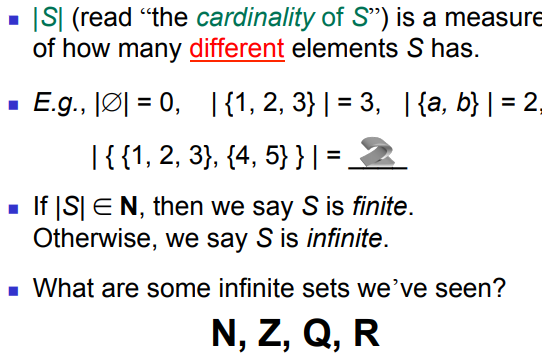 ▪ |S| (read “the cardinality of S”) is a measure
of how many different elements S has.
▪ E.g., |∅| = 0, | {1, 2, 3} | = 3, | {a, b} | = 2,
| { {1, 2, 3}, {4, 5} } | = 2
▪ If |S| ∈ N, then we say S is finite.
Otherwise, we say S is infinite.
▪ What are some infinite sets we’ve seen?
N, Z, Q, R